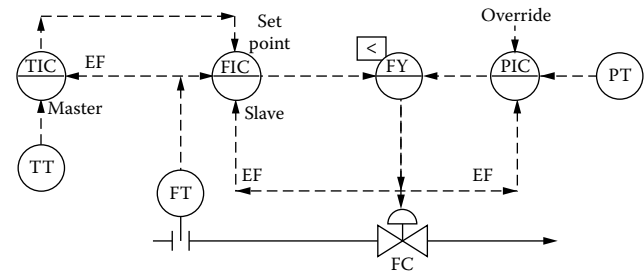 Override
Set
point
<
TIC
EF
FIC
FY
PIC
PT
Master
Slave
TT
FT
EF
EF
FC